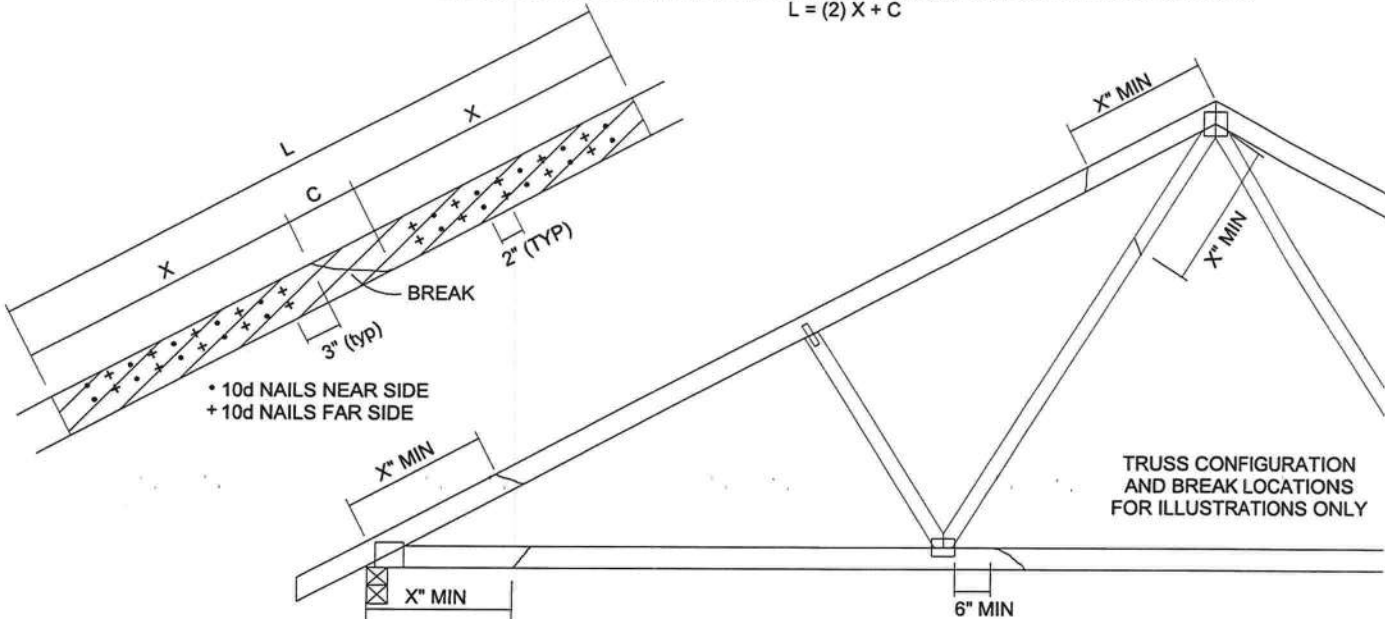 L = (2) X + C
X" MIN
L
X
C
X
2" (TYP)
X" MIN
BREAK
3" (typ)
• 10d NAILS NEAR SIDE
+ 10d NAILS FAR SIDE
X" MIN
TRUSS CONFIGURATION
AND BREAK LOCATIONS
FOR ILLUSTRATIONS ONLY
X" MIN
6" MIN